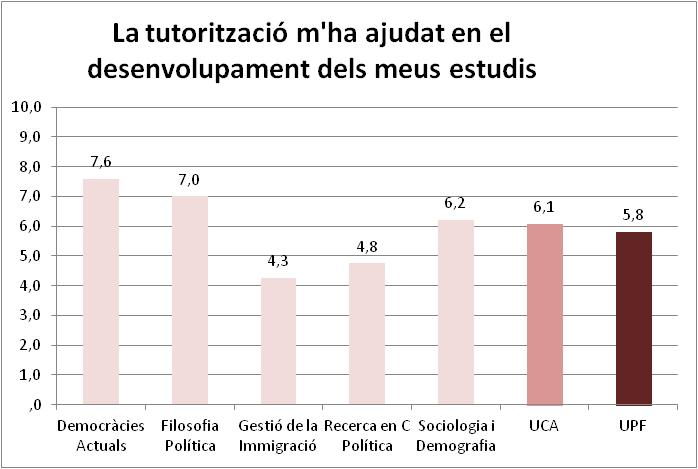 La tutorització m'ha ajudat en el
desenvolupament dels meus estudis
10,0
9,0
8,0
7,0
6,0
5,0
4,0
3,0
2,0
1,0
,0
7,6
7,0
4,3
4,8
6,2
6,1
5,8
Democràcies
Actuals
Filosofia
Política
Gestió de la
Immigració
Recerca en C
Política
Sociologia i
Demografia
UCA
UPF